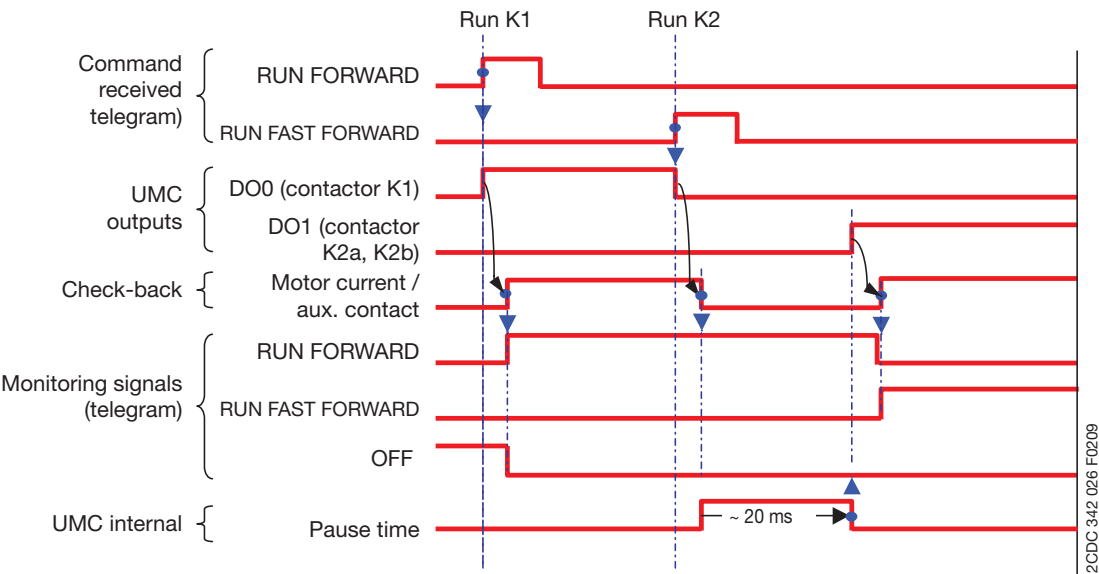 Run K1
Run K2
Command
received
telegram)
RUN FORWARD
RUN FAST FORWARD
UMC
outputs
DO0 (contactor K1)
DO1 (contactor
K2a, K2b)
Check-back
Motor current /
aux. contact
Monitoring signals
(telegram)
RUN FORWARD
RUN FAST FORWARD
OFF
UMC internal
Pause time
~ 20 ms
2CDC 342 026 F0209